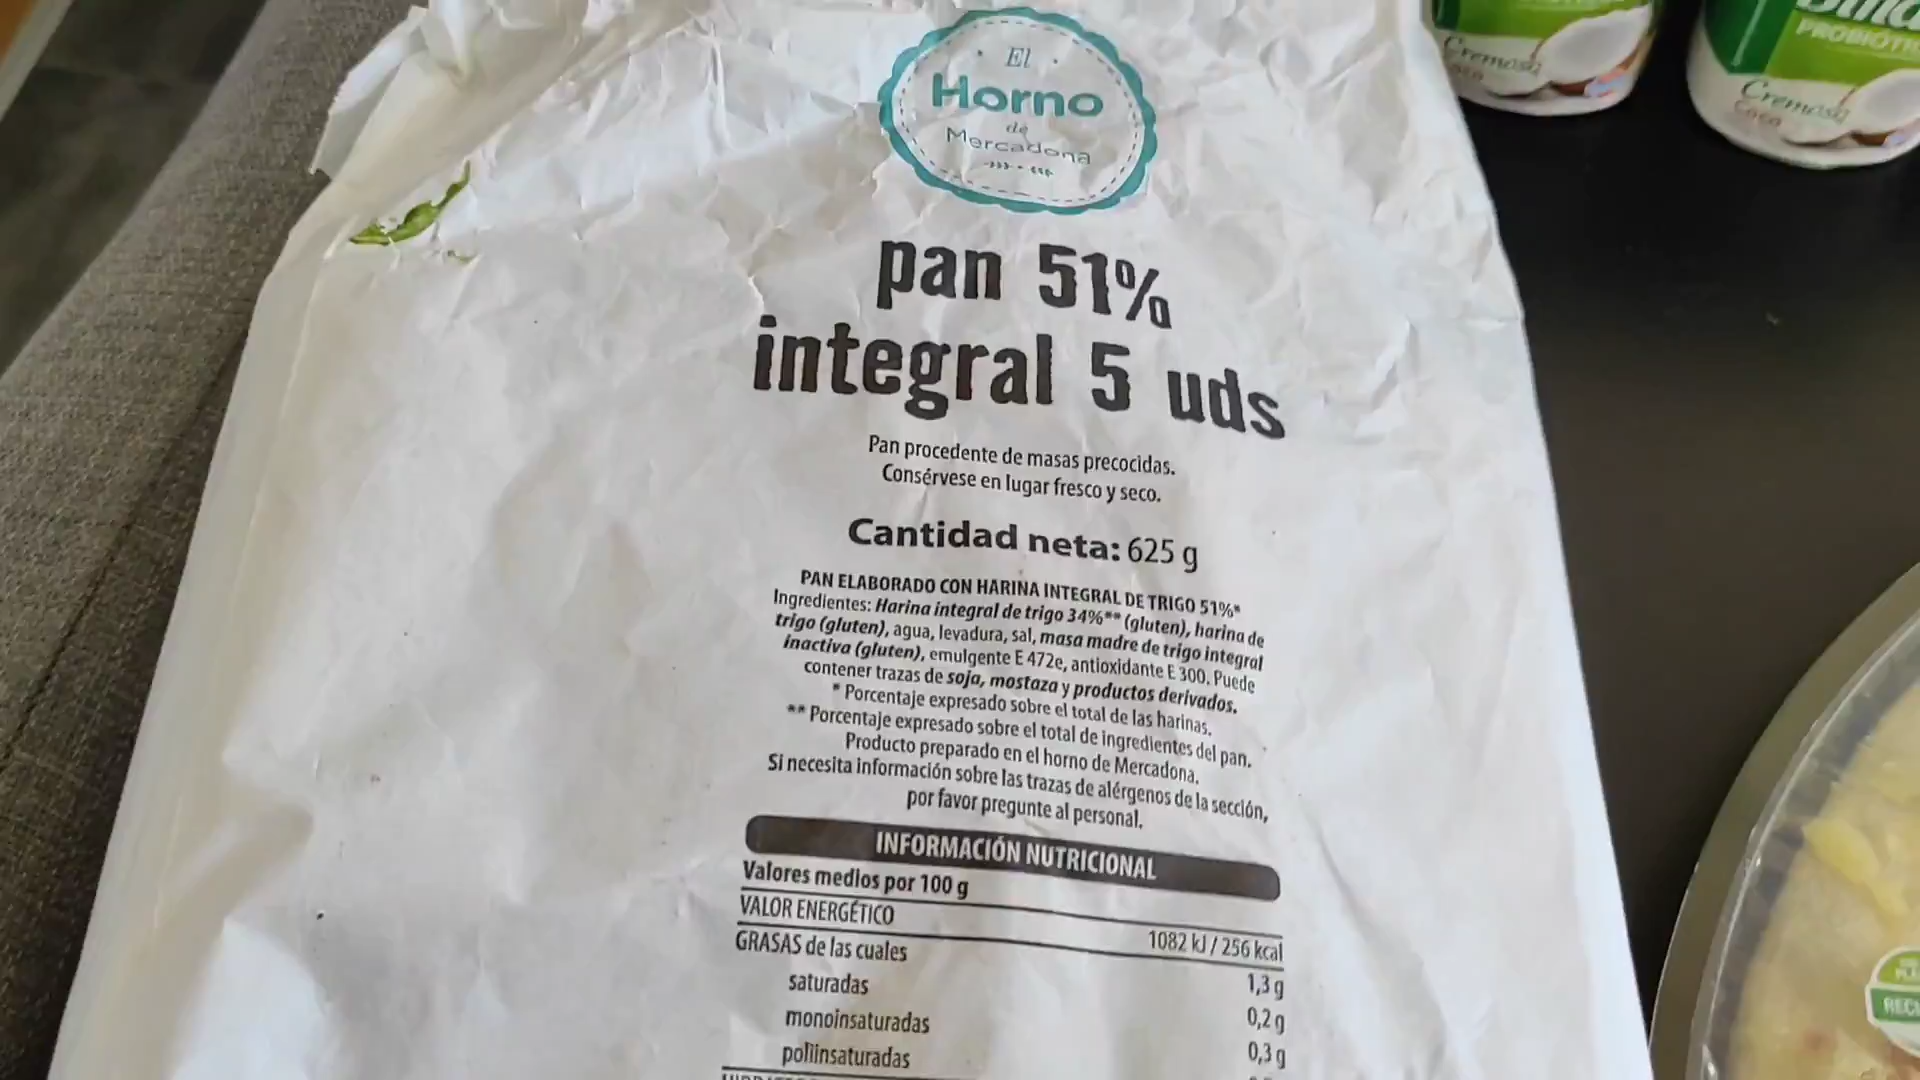 El
Horno
de
Mercadona
pan 51%
integral 5 uds
Pan procedente de masas precocidas.
Consérvese en lugar fresco y seco.
Cantidad neta: 625 g
PAN ELABORADO CON HARINA INTEGRAL DE TRIGO 51%*
Ingredientes: Harina integral de trigo 34%** (gluten), harina de
trigo (gluten), agua, levadura, sal, masa madre de trigo integral
inactiva (gluten), emulgente E 472e, antioxidante E 300. Puede
contener trazas de soja, mostaza y productos derivados.
* Porcentaje expresado sobre el total de las harinas.
** Porcentaje expresado sobre el total de ingredientes del pan.
Producto preparado en el horno de Mercadona.
Si necesita información sobre las trazas de alérgenos de la sección,
por favor pregunte al personal.
INFORMACIÓN NUTRICIONAL
Valores medios por 100 g
VALOR ENERGÉTICO 1082 kJ / 256 kcal
GRASAS de las cuales 1,3 g
saturadas 0,2 g
monoinsaturadas 0,3 g
poliinsaturadas
Cremosa
Coco
Cremosa
Coco